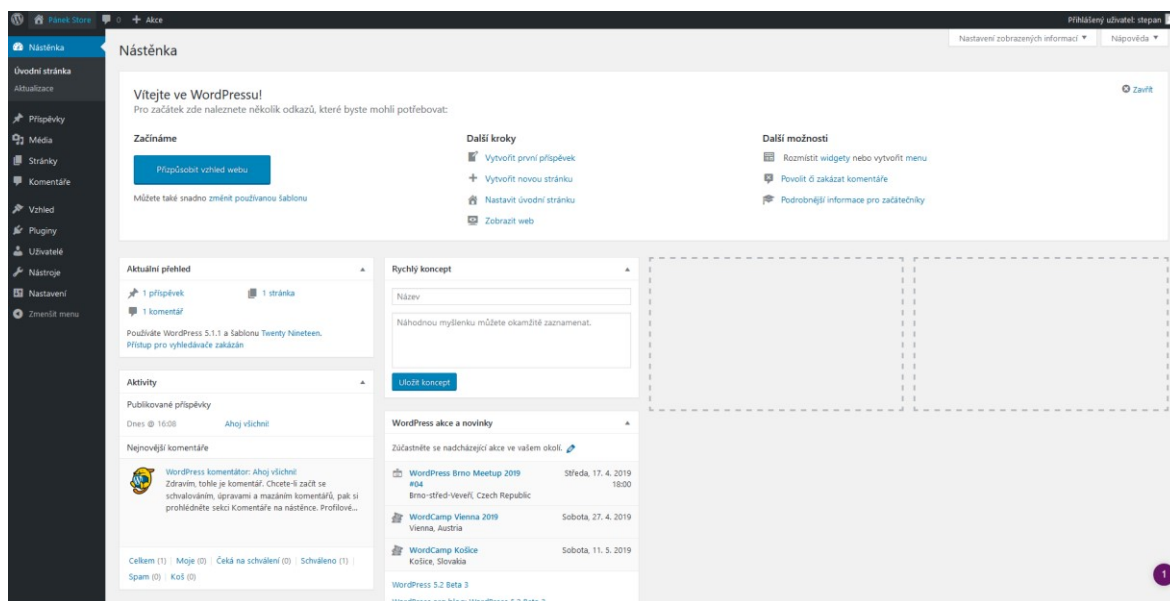 Pánek Store 0 + Akce Přihlášený uživatel: stepan
Nástěnka
Úvodní stránka
Aktualizace
Příspěvky
Média
Stránky
Komentáře
Vzhled
Pluginy
Uživatelé
Nástroje
Nastavení
Zmenšit menu
Nastavení zobrazených informací ▼ Nápověda ▼
Nástěnka
Vítejte ve WordPressu! Zavřít
Pro začátek zde naleznete několik odkazů, které byste mohli potřebovat:
Začínáme
Přizpůsobit vzhled webu
Můžete také snadno změnit používanou šablonu
Další kroky
Vytvořit první příspěvek
Vytvořit novou stránku
Nastavit úvodní stránku
Zobrazit web
Další možnosti
Rozmístit widgety nebo vytvořit menu
Povolit či zakázat komentáře
Podrobnější informace pro začátečníky
Aktuální přehled
1 příspěvek 1 stránka
1 komentář
Používáte WordPress 5.1.1 a šablonu Twenty Nineteen.
Přístup pro vyhledávače zakázán
Aktivity
Publikované příspěvky
Dnes @ 16:08 Ahoj všichni!
Nejnovější komentáře
WordPress komentátor: Ahoj všichni!
Zdravím, tohle je komentář. Chcete-li začít se
schvalováním, úpravami a mazáním komentářů, pak si
prohlédněte sekci Komentáře na nástěnce. Profilové...
Celkem (1) | Moje (0) | Čeká na schválení (0) | Schváleno (1) |
Spam (0) | Koš (0)
Rychlý koncept
Název
Náhodnou myšlenku můžete okamžitě zaznamenat.
Uložit koncept
WordPress akce a novinky
Zúčastněte se nadcházející akce ve vašem okolí.
WordPress Brno Meetup 2019 Středa, 17. 4. 2019
#04 18:00
Brno-střed-Veveří, Czech Republic
WordCamp Vienna 2019 Sobota, 27. 4. 2019
Vienna, Austria
WordCamp Košice Sobota, 11. 5. 2019
Košice, Slovakia
WordPress 5.2 Beta 3
1